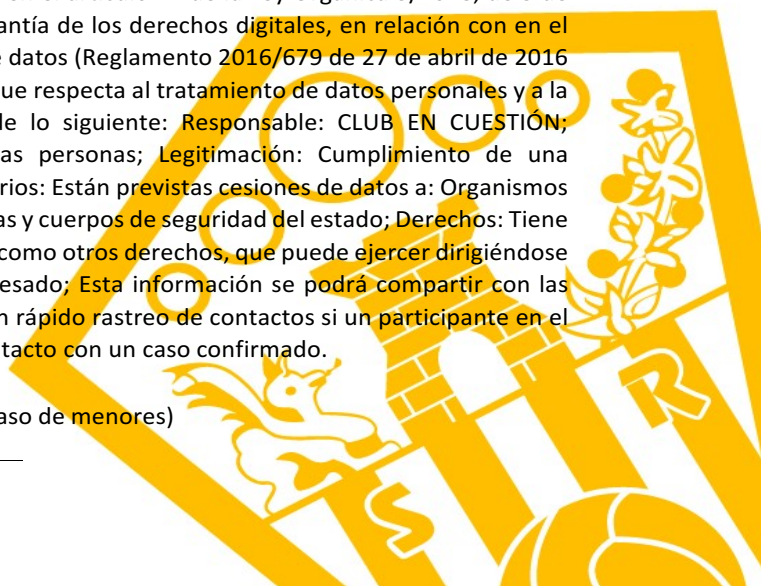 antía de los derechos digitales, en relación con en el
e datos (Reglamento 2016/679 de 27 de abril de 2016
que respecta al tratamiento de datos personales y a la
de lo siguiente: Responsable: CLUB EN CUESTIÓN;
as personas; Legitimación: Cumplimiento de una
rios: Están previstas cesiones de datos a: Organismos
as y cuerpos de seguridad del estado; Derechos: Tiene
como otros derechos, que puede ejercer dirigiéndose
esado; Esta información se podrá compartir con las
n rápido rastreo de contactos si un participante en el
tacto con un caso confirmado.
aso de menores)
R
S